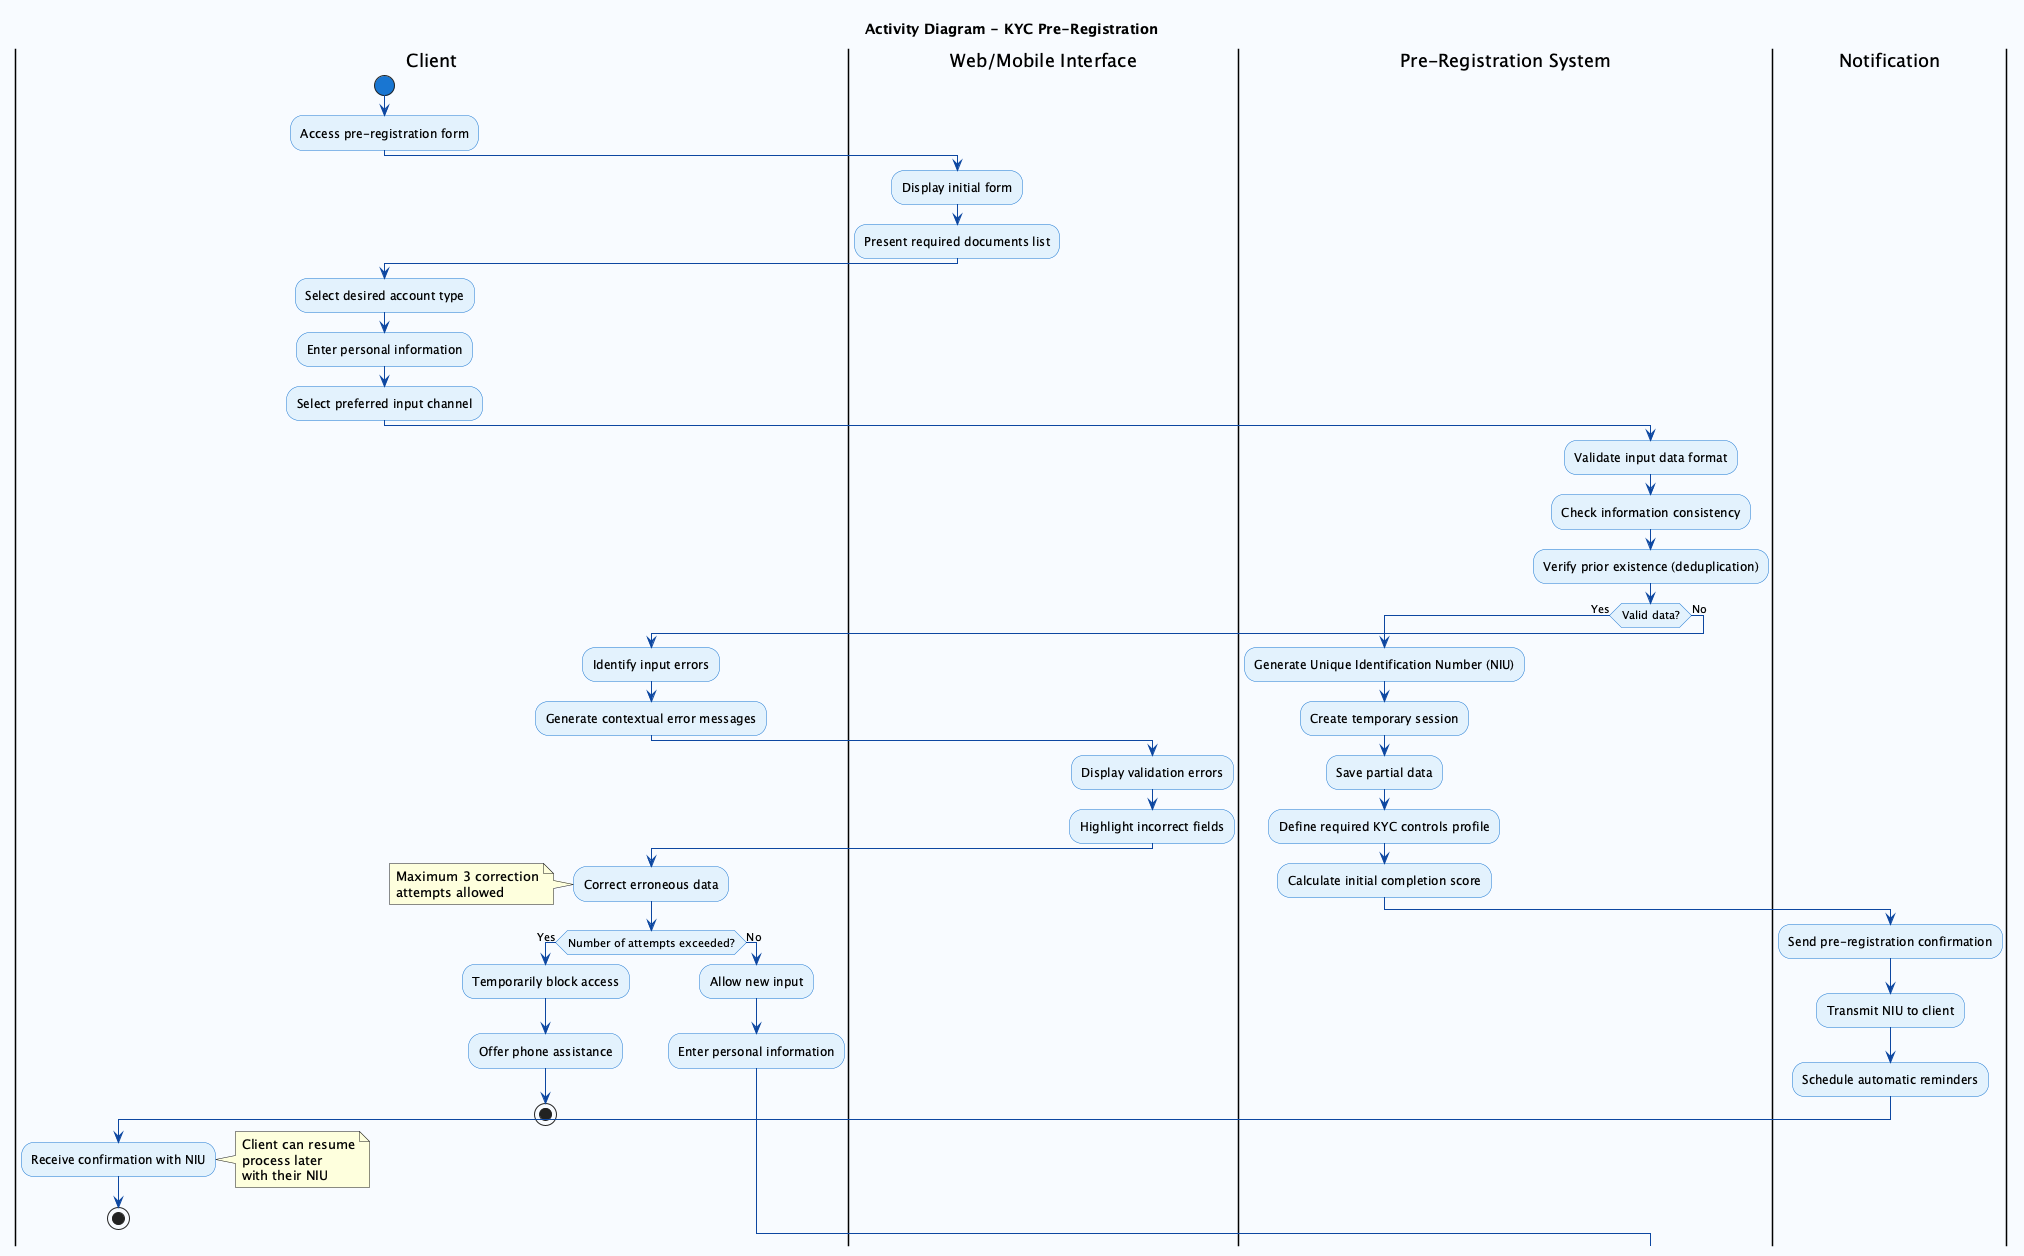 Activity Diagram - KYC Pre-Registration
Client
Web/Mobile Interface
Pre-Registration System
Notification
Access pre-registration form
Display initial form
Present required documents list
Select desired account type
Enter personal information
Select preferred input channel
Validate input data format
Check information consistency
Verify prior existence (deduplication)
Yes
Valid data?
No
Identify input errors
Generate Unique Identification Number (NIU)
Generate contextual error messages
Create temporary session
Display validation errors
Save partial data
Highlight incorrect fields
Define required KYC controls profile
Maximum 3 correction
attempts allowed
Correct erroneous data
Calculate initial completion score
Yes
Number of attempts exceeded?
No
Send pre-registration confirmation
Temporarily block access
Allow new input
Transmit NIU to client
Offer phone assistance
Enter personal information
Schedule automatic reminders
Receive confirmation with NIU
Client can resume
process later
with their NIU